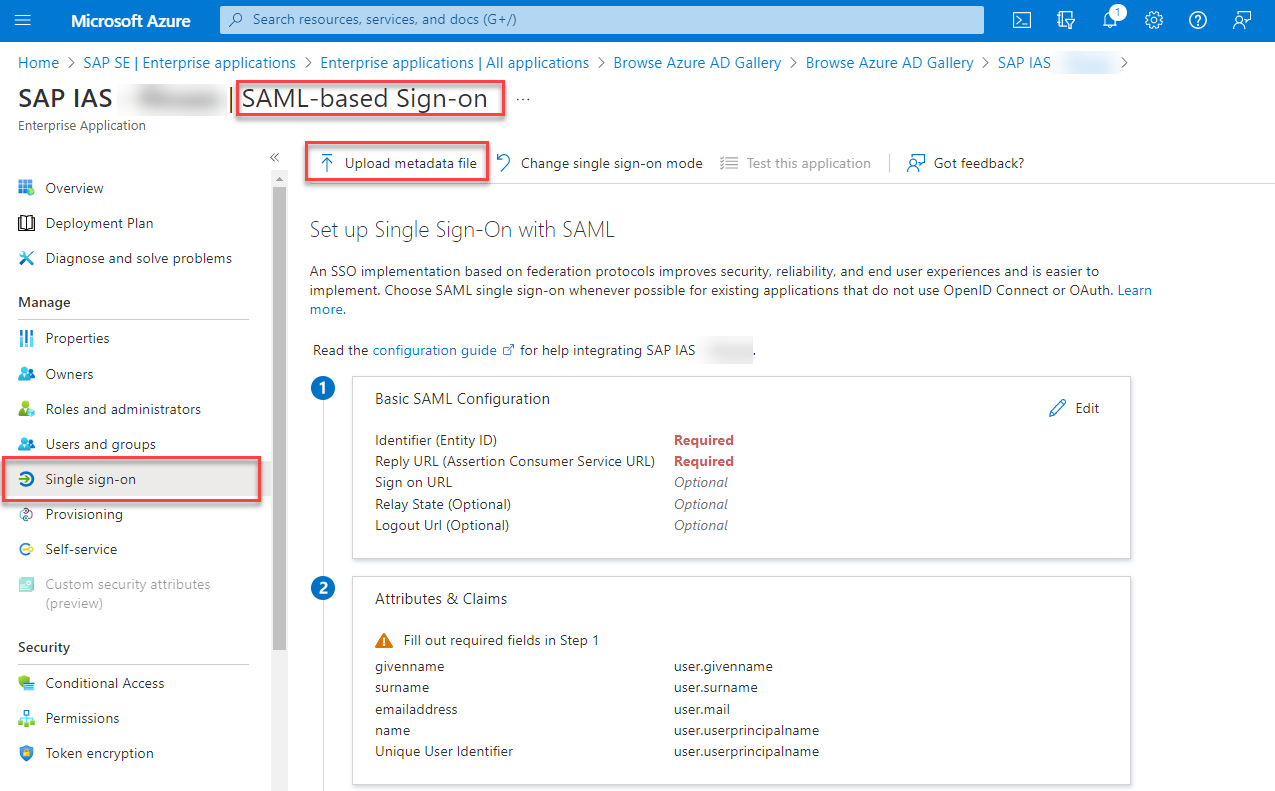 Microsoft Azure
Search resources, services, and docs (G+/)
1
Home > SAP SE | Enterprise applications > Enterprise applications | All applications > Browse Azure AD Gallery > Browse Azure AD Gallery > SAP IAS >
SAP IAS | SAML-based Sign-on ...
Enterprise Application
Upload metadata file
Change single sign-on mode
Test this application
Got feedback?
Overview
Deployment Plan
Diagnose and solve problems
Manage
Properties
Owners
Roles and administrators
Users and groups
Single sign-on
Provisioning
Self-service
Custom security attributes
(preview)
Security
Conditional Access
Permissions
Token encryption
Set up Single Sign-On with SAML
An SSO implementation based on federation protocols improves security, reliability, and end user experiences and is easier to
implement. Choose SAML single sign-on whenever possible for existing applications that do not use OpenID Connect or OAuth. Learn
more.
Read the configuration guide for help integrating SAP IAS .
1
Basic SAML Configuration
Edit
Identifier (Entity ID) Required
Reply URL (Assertion Consumer Service URL) Required
Sign on URL Optional
Relay State (Optional) Optional
Logout Url (Optional) Optional
2
Attributes & Claims
Fill out required fields in Step 1
givenname user.givenname
surname user.surname
emailaddress user.mail
name user.userprincipalname
Unique User Identifier user.userprincipalname